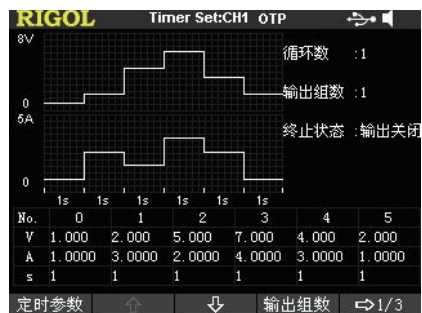 RIGOL Timer Set:CH1 OTP
8V
循环数 :1
输出组数 :1
0
5A
终止状态 :输出关闭
0
1s 1s 1s 1s 1s 1s
No. 0 1 2 3 4 5
V 1.000 2.000 5.000 7.000 4.000 2.000
A 1.0000 3.0000 2.0000 4.0000 3.0000 1.0000
s 1 1 1 1 1 1
定时参数 输出组数 1/3